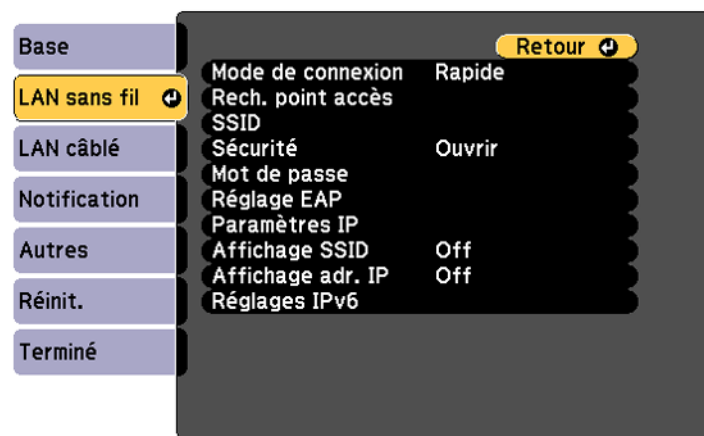 Base
LAN sans fil
LAN câblé
Notification
Autres
Réinit.
Terminé
Retour
Mode de connexion Rapide
Rech. point accès
SSID
Sécurité Ouvrir
Mot de passe
Réglage EAP
Paramètres IP
Affichage SSID Off
Affichage adr. IP Off
Réglages IPv6